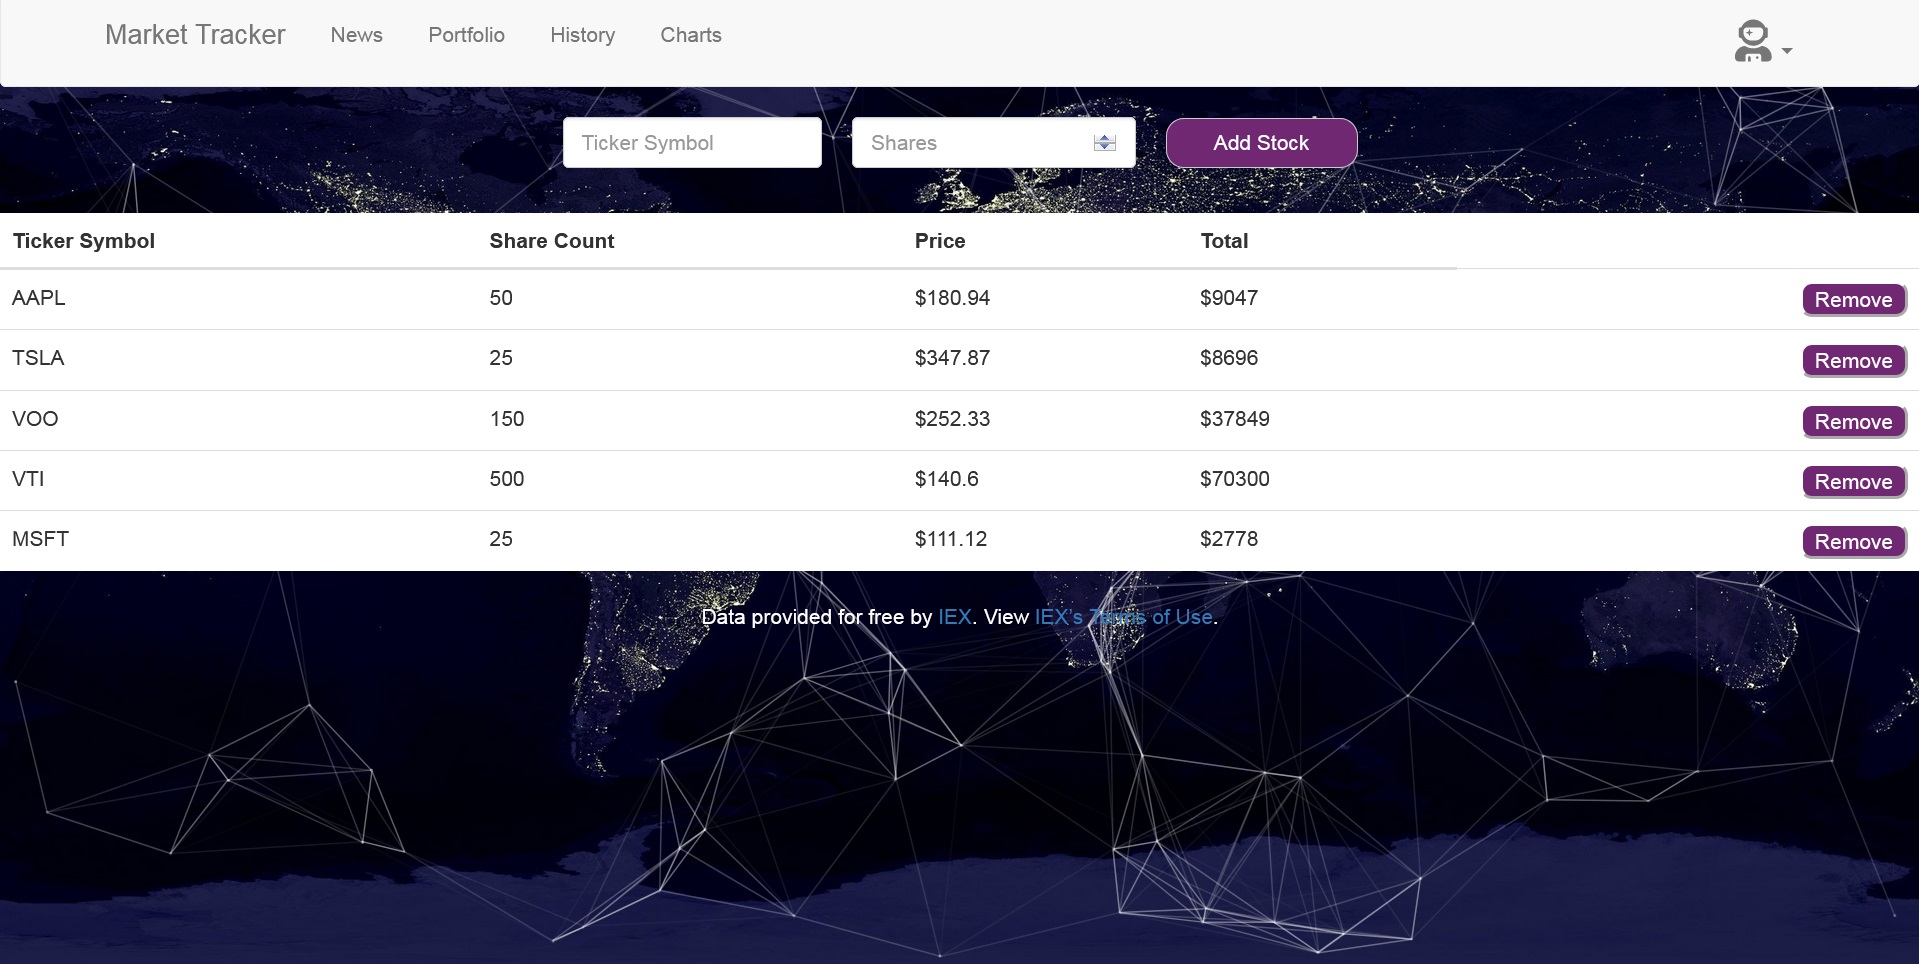 Market Tracker News Portfolio History Charts
Ticker Symbol Shares Add Stock
Ticker Symbol Share Count Price Total
AAPL 50 $180.94 $9047 Remove
TSLA 25 $347.87 $8696 Remove
VOO 150 $252.33 $37849 Remove
VTI 500 $140.6 $70300 Remove
MSFT 25 $111.12 $2778 Remove
Data provided for free by IEX. View IEX’s Terms of Use.